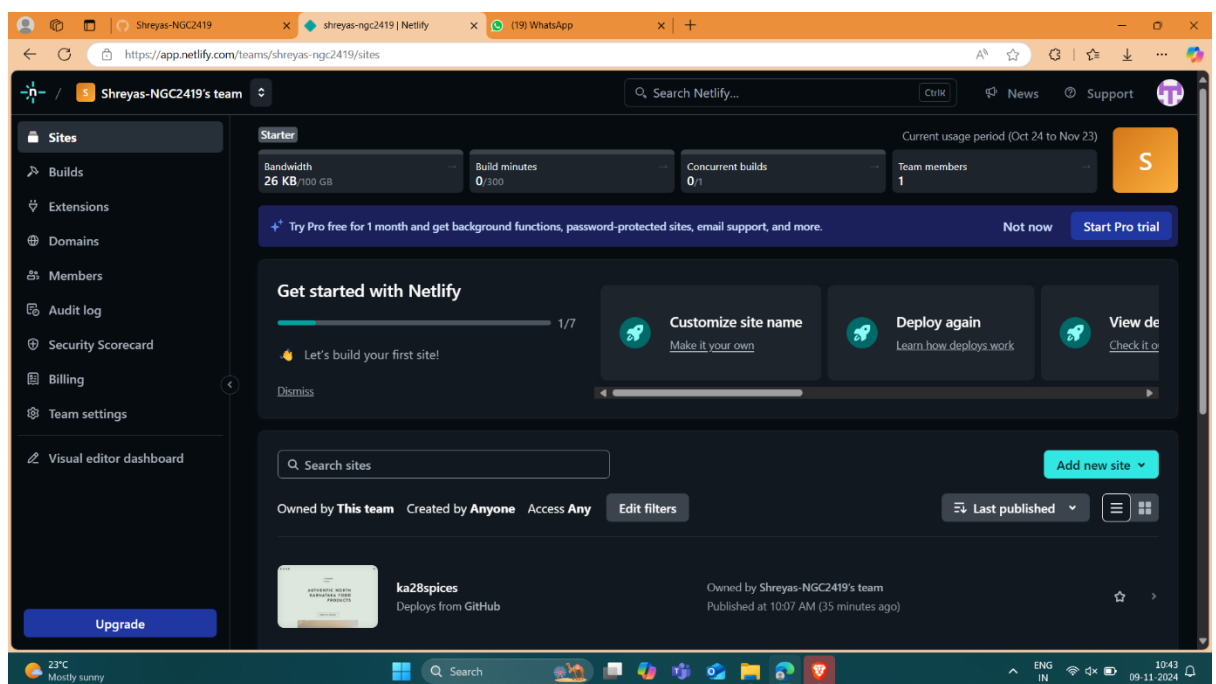 Shreyas-NGC2419
shreyas-ngc2419 | Netlify
(19) WhatsApp
https://app.netlify.com/teams/shreyas-ngc2419/sites
Shreyas-NGC2419's team
Search Netlify...
Ctrl K
News
Support
Sites
Builds
Extensions
Domains
Members
Audit log
Security Scorecard
Billing
Team settings
Visual editor dashboard
Upgrade
Starter
Current usage period (Oct 24 to Nov 23)
Bandwidth
26 KB/100 GB
Build minutes
0/300
Concurrent builds
0/1
Team members
1
S
Try Pro free for 1 month and get background functions, password-protected sites, email support, and more.
Not now
Start Pro trial
Get started with Netlify
1/7
Let's build your first site!
Dismiss
Customize site name
Make it your own
Deploy again
Learn how deploys work
View de
Check it o
Search sites
Add new site
Owned by This team Created by Anyone Access Any
Edit filters
Last published
AUTHENTIC NORTH
KARNATAKA FOOD
PRODUCTS
ka28spices
Deploys from GitHub
Owned by Shreyas-NGC2419's team
Published at 10:07 AM (35 minutes ago)
23°C
Mostly sunny
Search
ENG
IN
10:43
09-11-2024